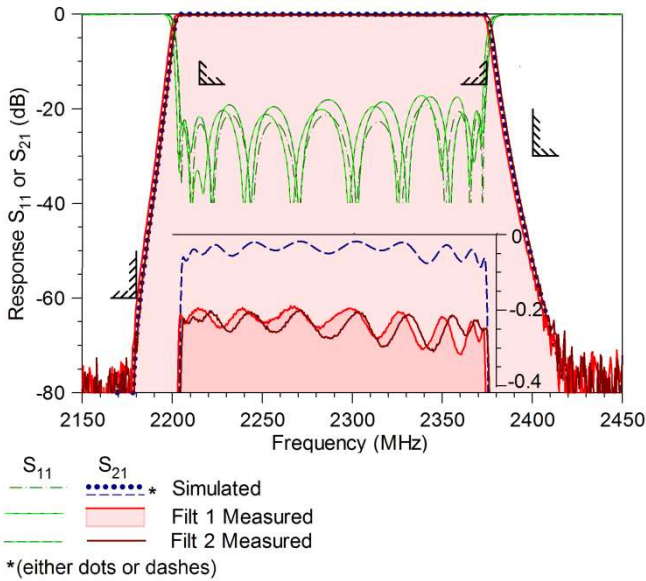 Response S11 or S21 (dB)
0
-20
-40
-60
-80
0
-0.2
-0.4
2150 2200 2250 2300 2350 2400 2450
Frequency (MHz)
S11 S21
* Simulated
Filt 1 Measured
Filt 2 Measured
*(either dots or dashes)